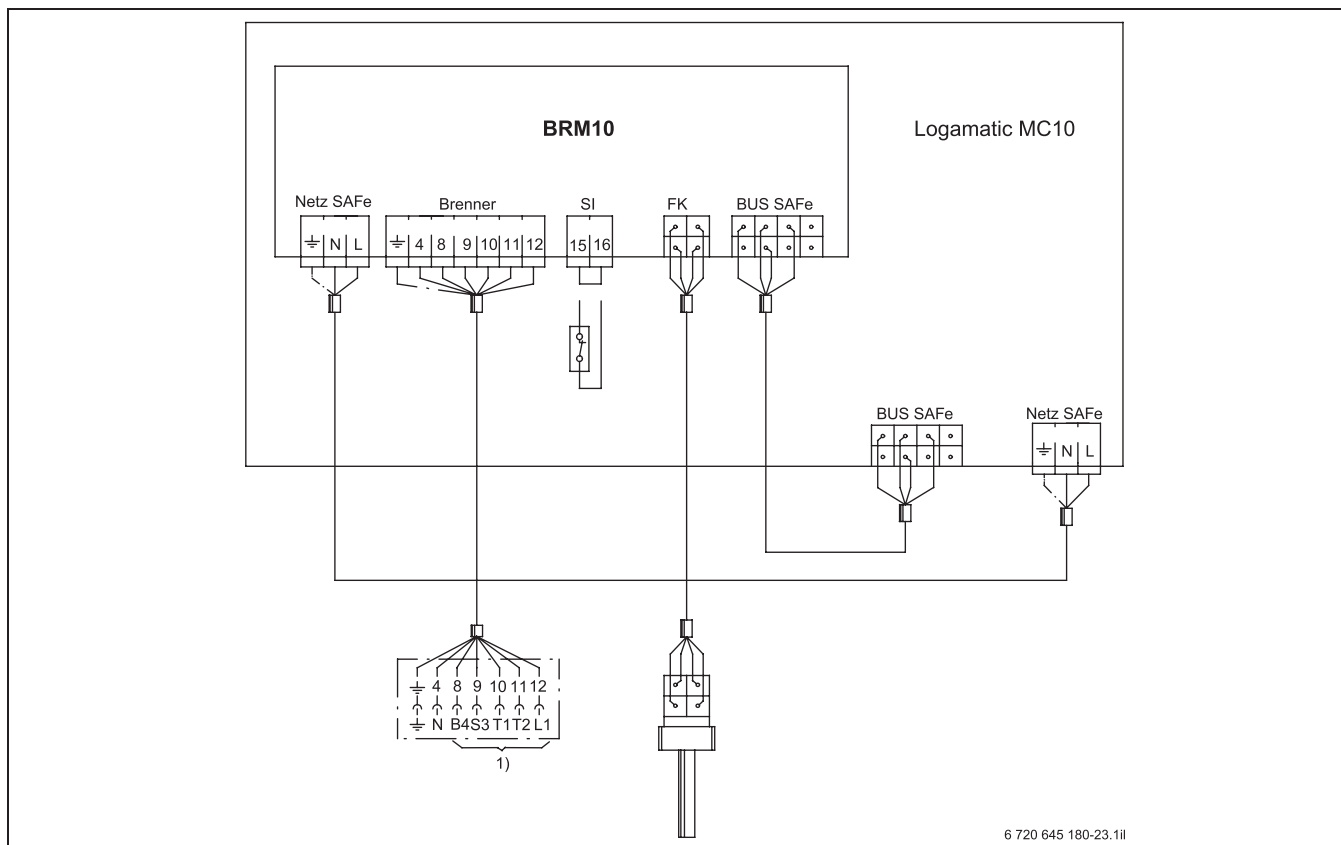 BRM10
Logamatic MC10
Netz SAFe
Brenner
SI
FK
BUS SAFe
N L
4 8 9 10 11 12
15 16
BUS SAFe
Netz SAFe
N L
4 8 9 10 11 12
N B4 S3 T1 T2 L1
1)
6 720 645 180-23.1il